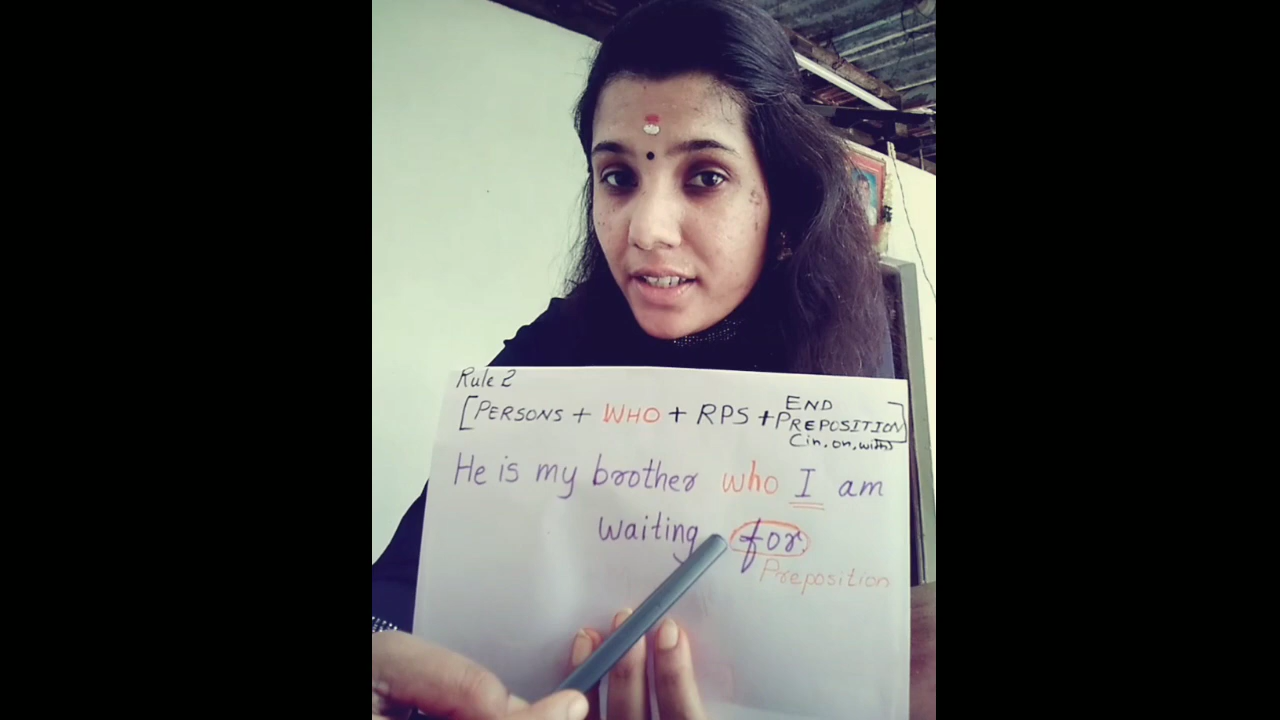 Rule 2
[PERSONS + WHO + RPS + END PREPOSITION]
(in, on, with)
He is my brother who I am
waiting for.
Preposition